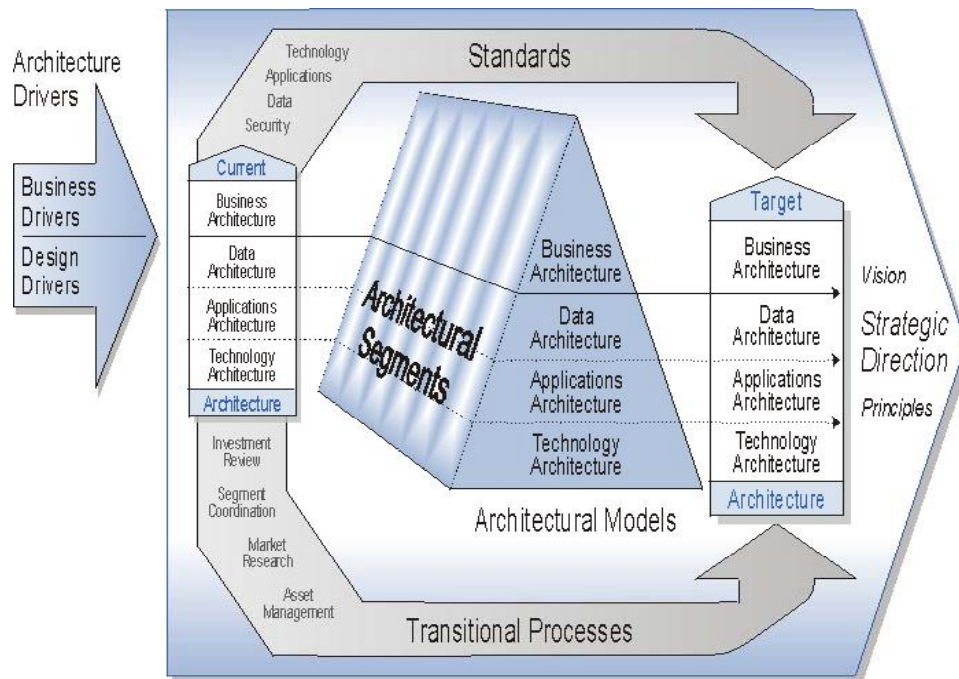 Architecture
Drivers
Business
Drivers
Design
Drivers
Technology
Applications
Data
Security
Standards
Current
Business
Architecture
Data
Architecture
Applications
Architecture
Technology
Architecture
Architecture
Architectural
Segments
Business
Architecture
Data
Architecture
Applications
Architecture
Technology
Architecture
Architectural Models
Target
Business
Architecture
Data
Architecture
Applications
Architecture
Technology
Architecture
Architecture
Vision
Strategic
Direction
Principles
Investment
Review
Segment
Coordination
Market
Research
Asset
Management
Transitional Processes